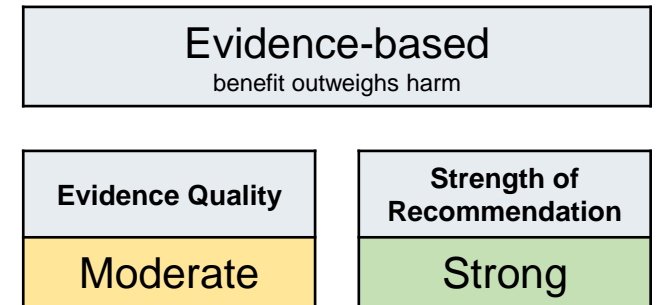 Evidence-based
benefit outweighs harm
Evidence Quality
Strength of
Recommendation
Moderate
Strong